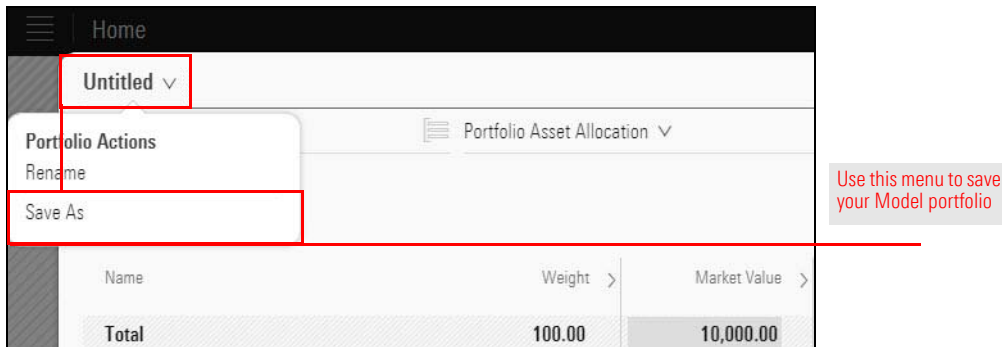 Home
Untitled
Portfolio Actions
Portfolio Asset Allocation
Rename
Save As
Use this menu to save
your Model portfolio
Name Weight Market Value
Total 100.00 10,000.00